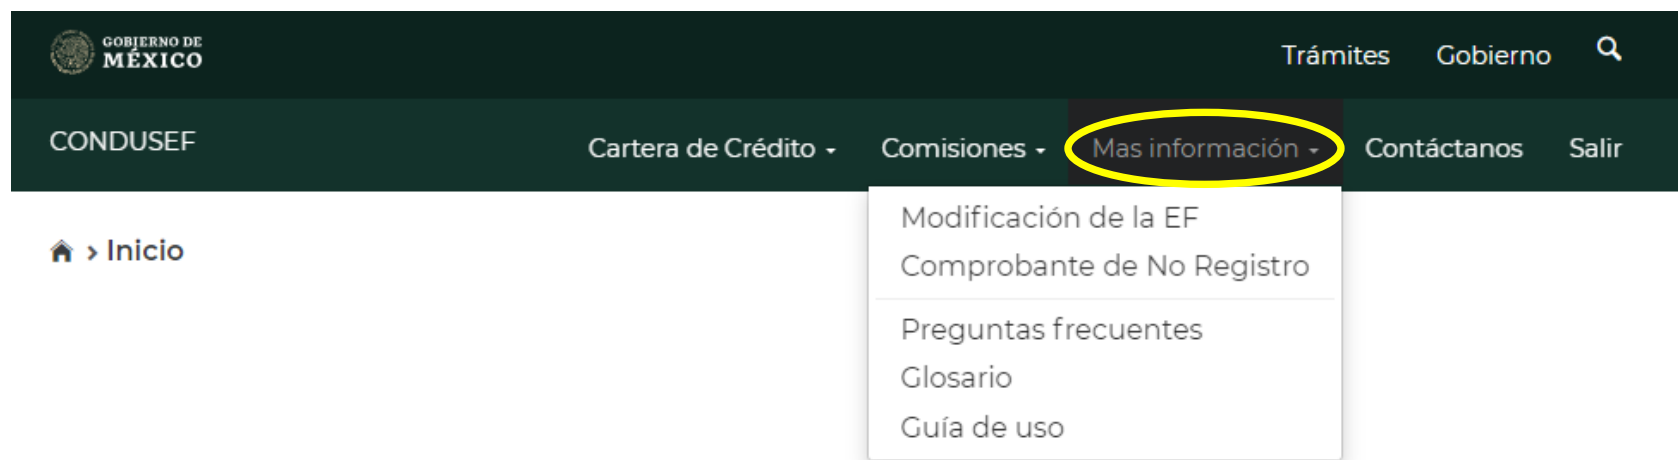 GOBIERNO DE
MÉXICO
Trámites Gobierno
CONDUSEF
Cartera de Crédito Comisiones Mas información Contáctanos Salir
Modificación de la EF
Comprobante de No Registro
> Inicio
Preguntas frecuentes
Glosario
Guía de uso